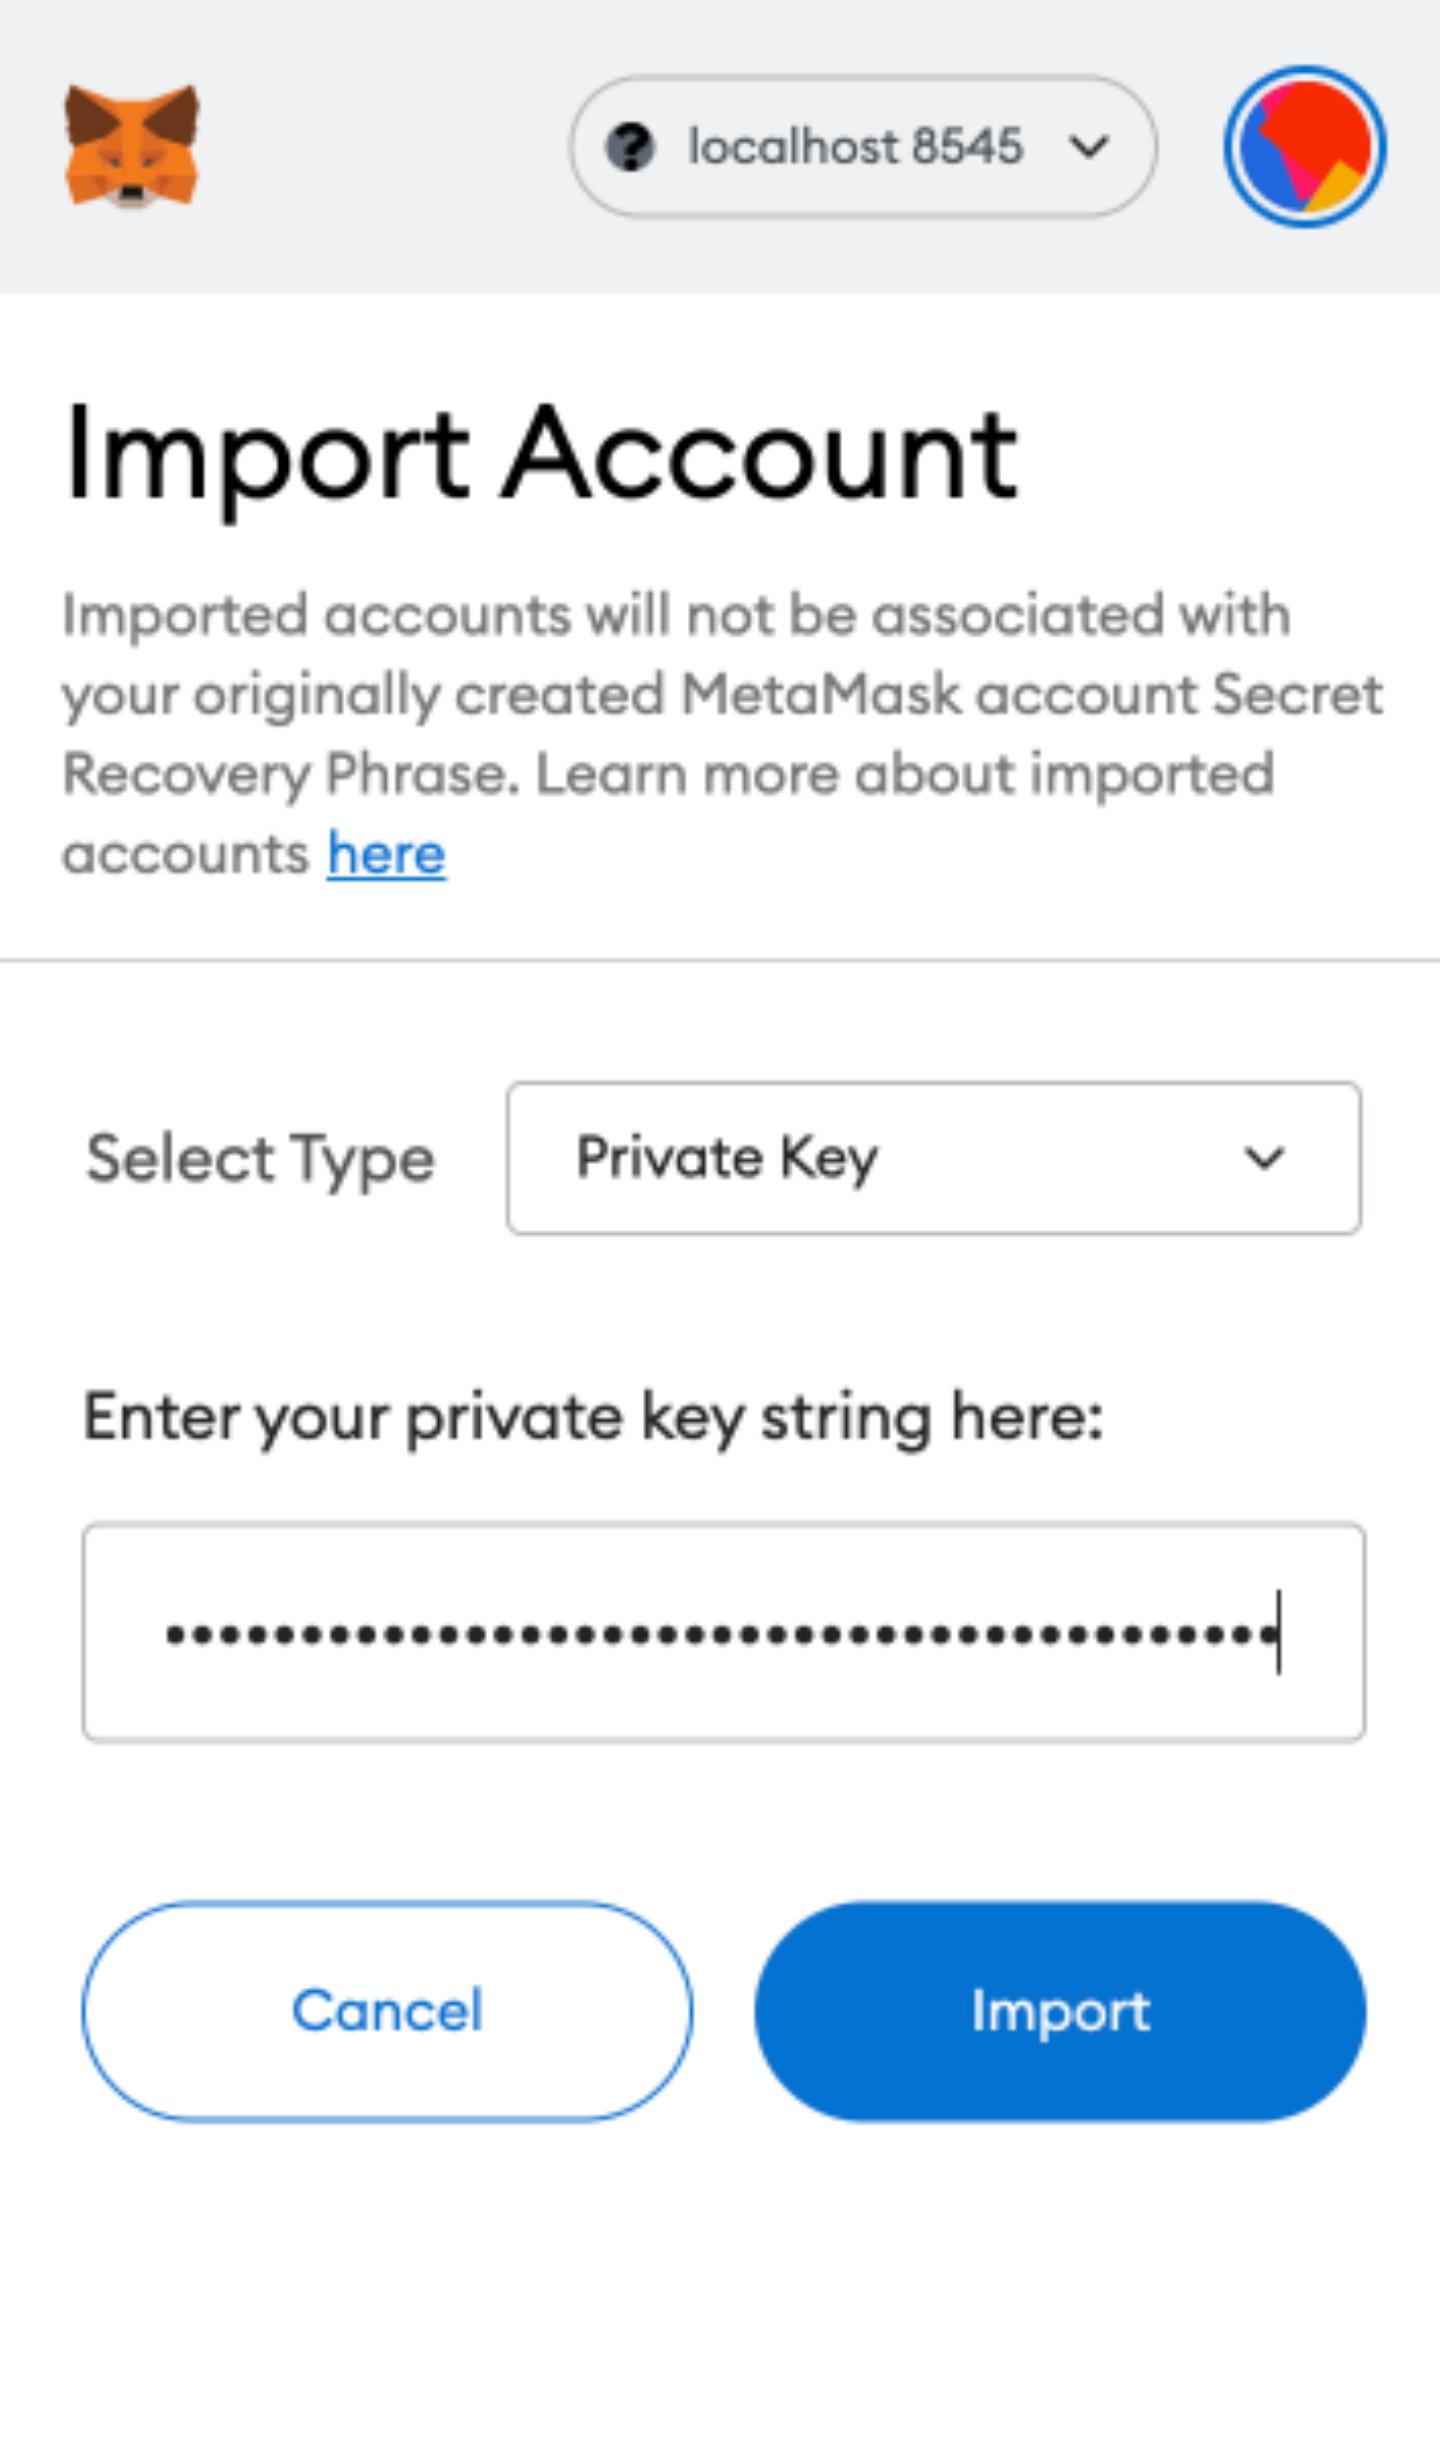 localhost 8545
Import Account
Imported accounts will not be associated with
your originally created MetaMask account Secret
Recovery Phrase. Learn more about imported
accounts here
Select Type
Private Key
Enter your private key string here:
Cancel
Import